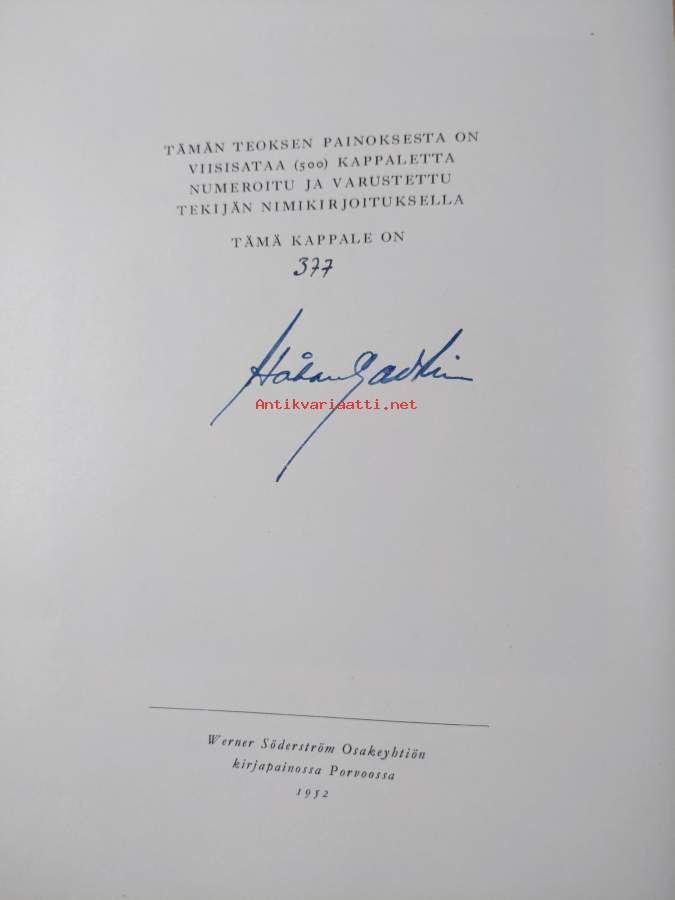 TÄMÄN TEOKSEN PAINOKSESTA ON
VIISISATAA (500) KAPPALETTA
NUMEROITU JA VARUSTETTU
TEKIJÄN NIMIKIRJOITUKSELLA
TÄMÄ KAPPALE ON
377
Håkan
Antikvariaatti.net
Werner Söderström Osakeyhtiön
kirjapainossa Porvoossa
1952